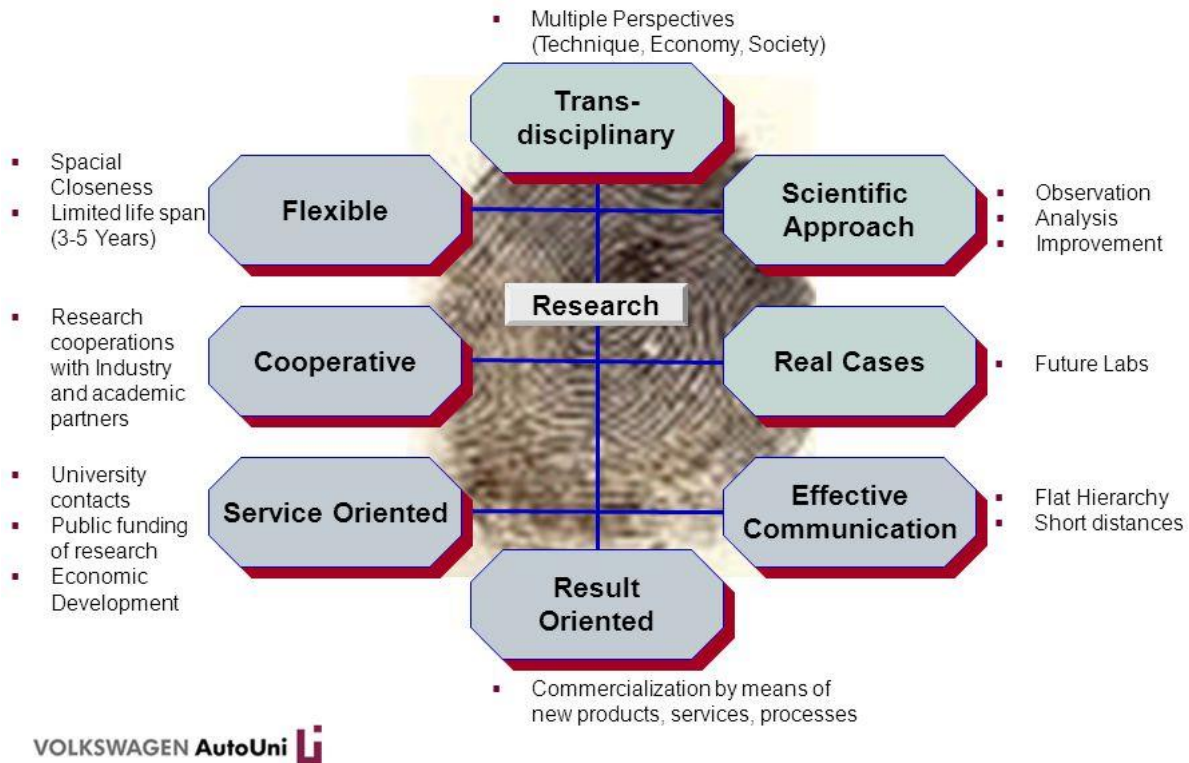 Multiple Perspectives
(Technique, Economy, Society)
Trans-
disciplinary
Spacial
Closeness
Limited life span
(3-5 Years)
Flexible
Scientific
Approach
Observation
Analysis
Improvement
Research
Research
cooperations
with Industry
and academic
partners
Cooperative
Real Cases
Future Labs
University
contacts
Public funding
of research
Economic
Development
Service Oriented
Effective
Communication
Flat Hierarchy
Short distances
Result
Oriented
Commercialization by means of
new products, services, processes
VOLKSWAGEN AutoUni